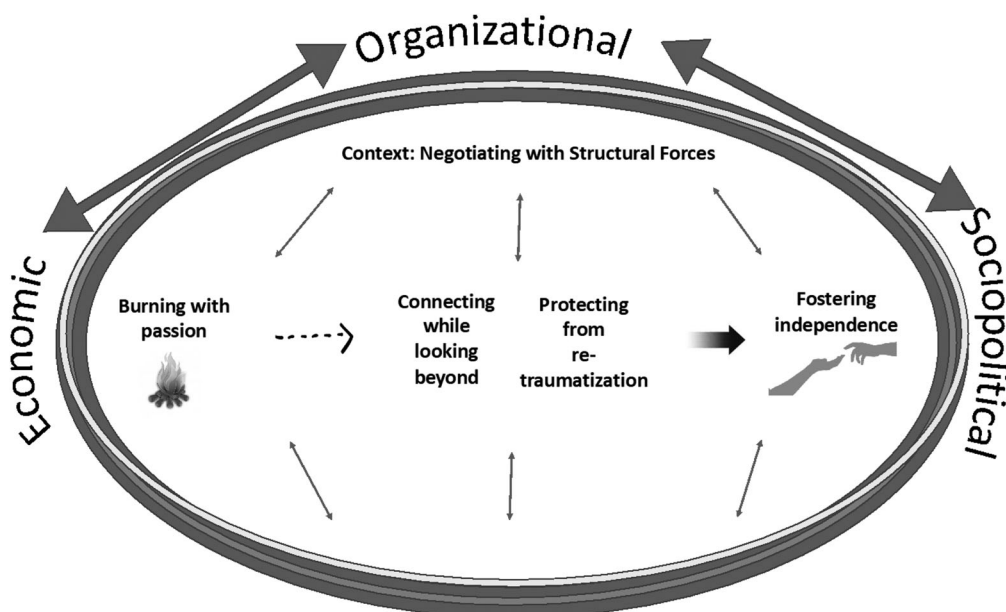 Organizational
Economic
Sociopolitical
Context: Negotiating with Structural Forces
Burning with
passion
Connecting
while
looking
beyond
Protecting
from
re-
traumatization
Fostering
independence